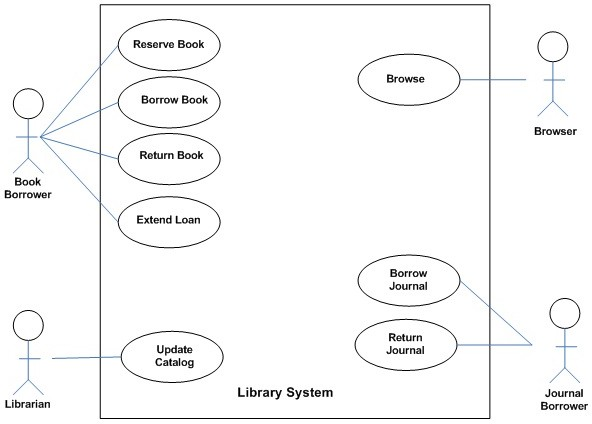 Reserve Book
Borrow Book
Return Book
Extend Loan
Book
Borrower
Browse
Browser
Borrow
Journal
Return
Journal
Journal
Borrower
Update
Catalog
Librarian
Library System